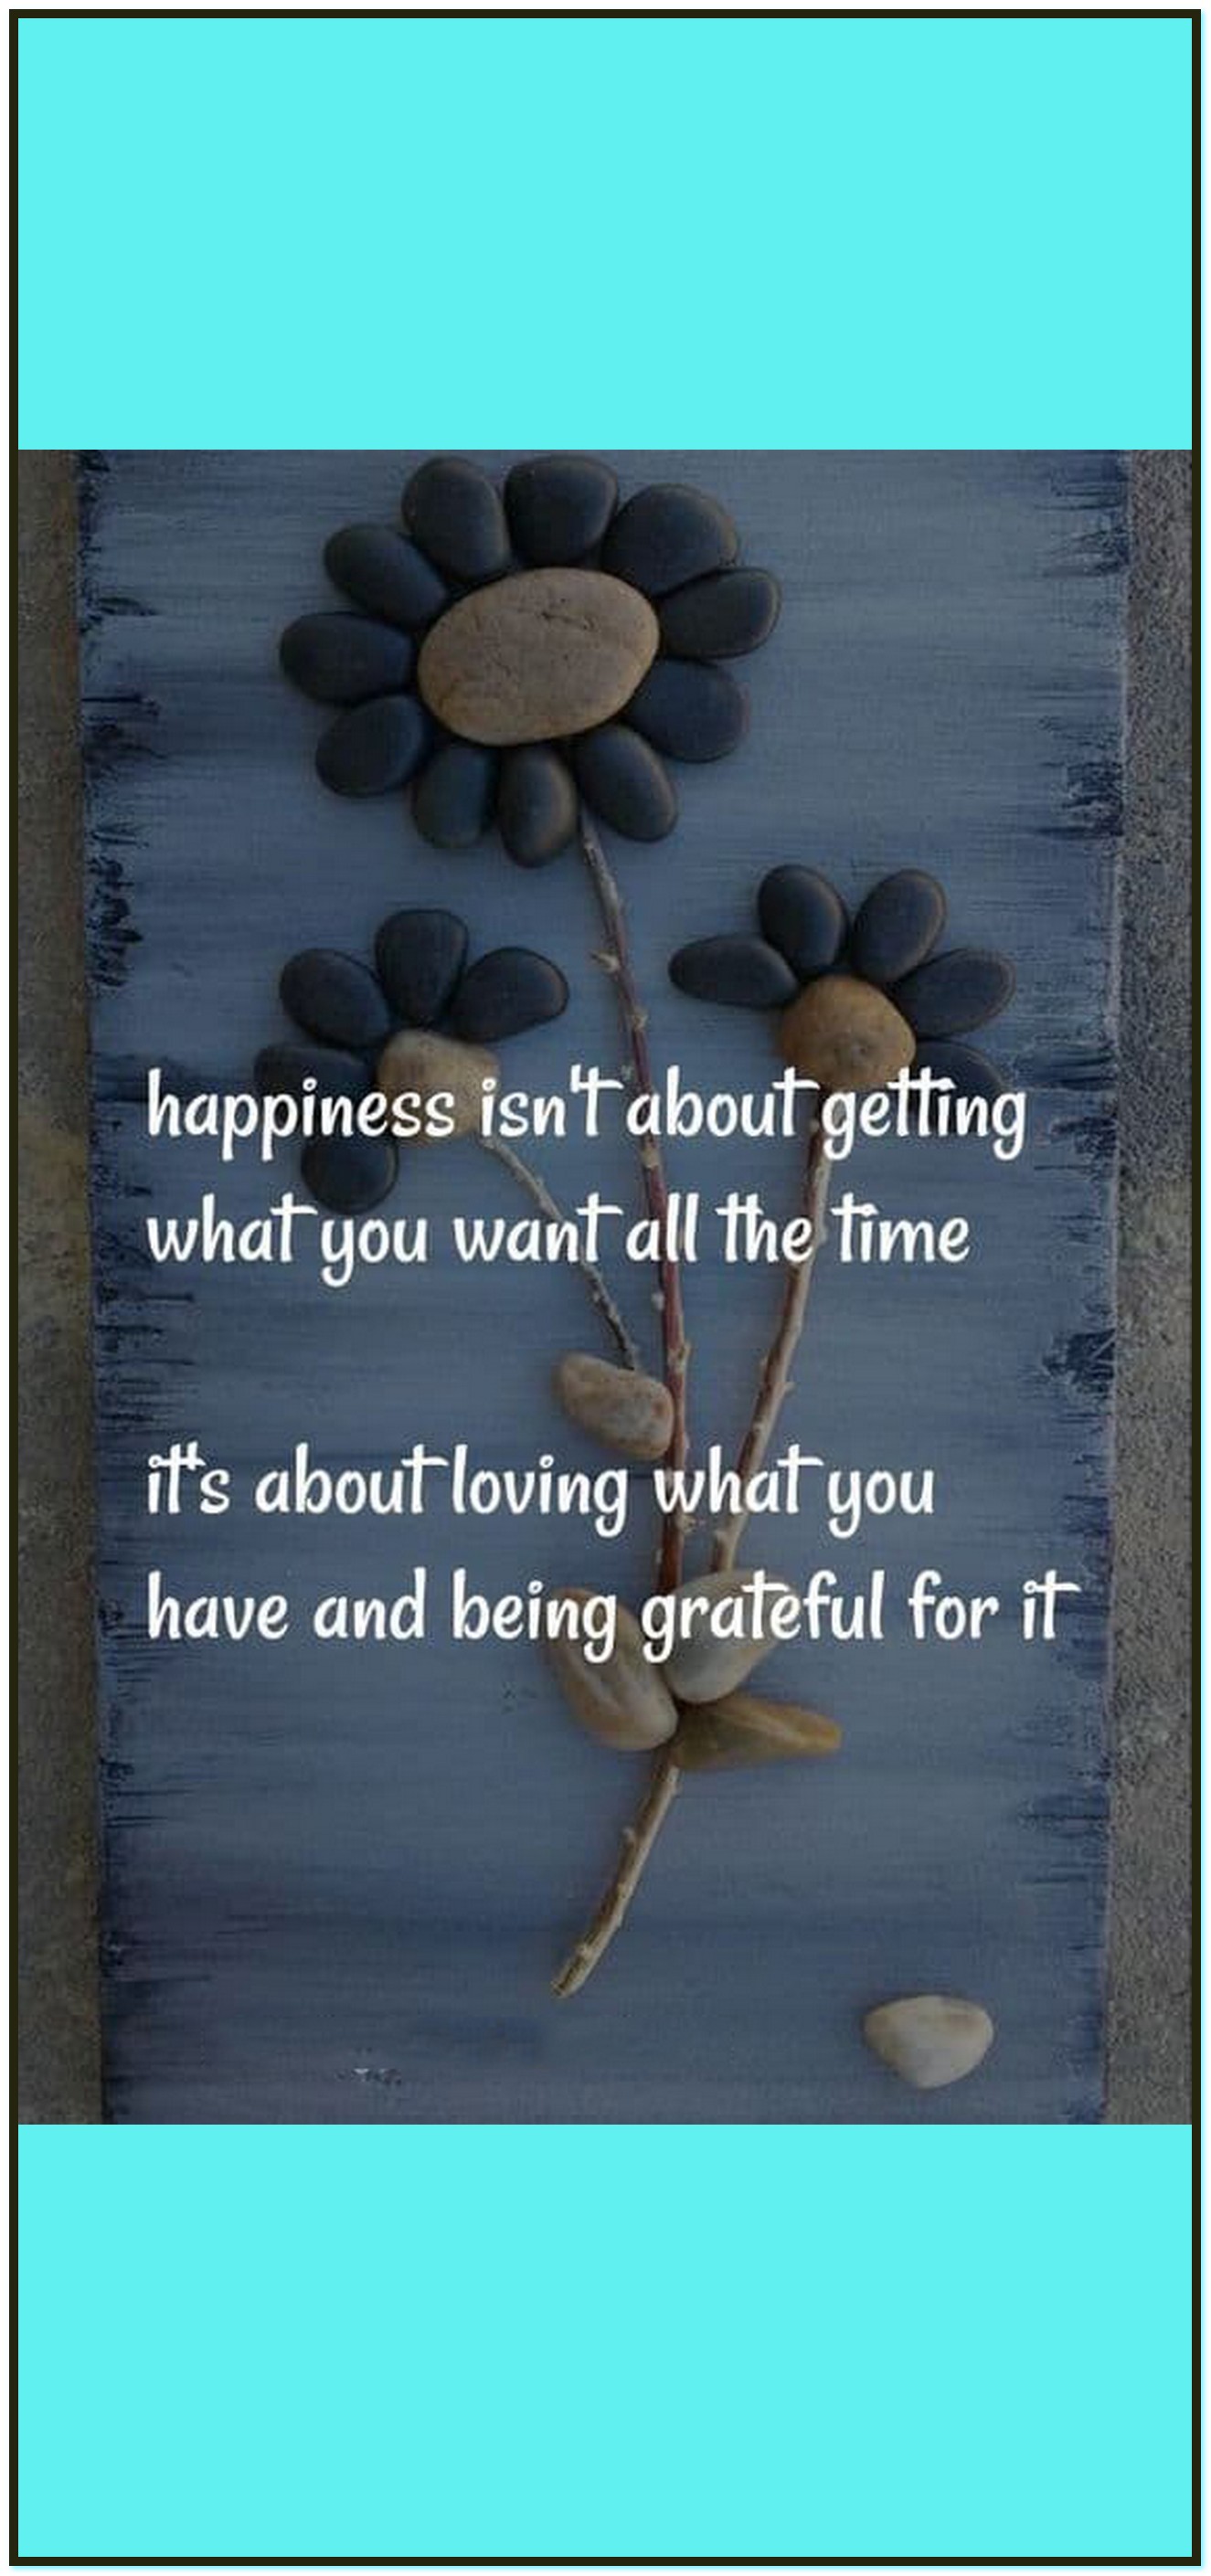 happiness isn't about getting
what you want all the time
it's about loving what you
have and being grateful for it